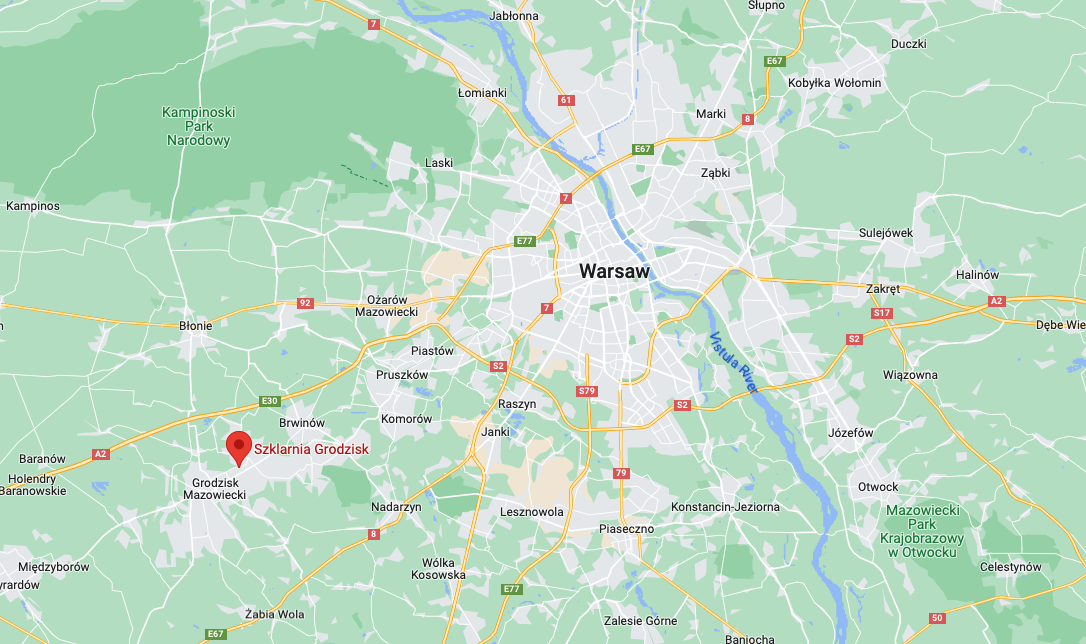 Słupno
Jabłonna
7
Duczki
E67
Kobyłka Wołomin
Łomianki
61
Kampinoski
Park
Narodowy
Marki
8
E67
Laski
Ząbki
7
Kampinos
Sulejówek
E77
Warsaw
Halinów
Zakręt
92
Ożarów
Mazowiecki
7
A2
S17
Błonie
Dębe Wie
S2
Piastów
Vistula River
S2
Pruszków
Wiązowna
S79
E30
Raszyn
S2
Brwinów
Komorów
Janki
Józefów
Szklarnia Grodzisk
A2
Baranów
79
Holendry
Baranowskie
Grodzisk
Mazowiecki
Otwock
Nadarzyn
Lesznowola
Konstancin-Jeziorna
Mazowiecki
Park
Krajobrazowy
w Otwocku
Piaseczno
8
Wólka
Kosowska
Międzyborów
Celestynów
yrardów
E77
Żabia Wola
50
Zalesie Górne
E67
Baniocha